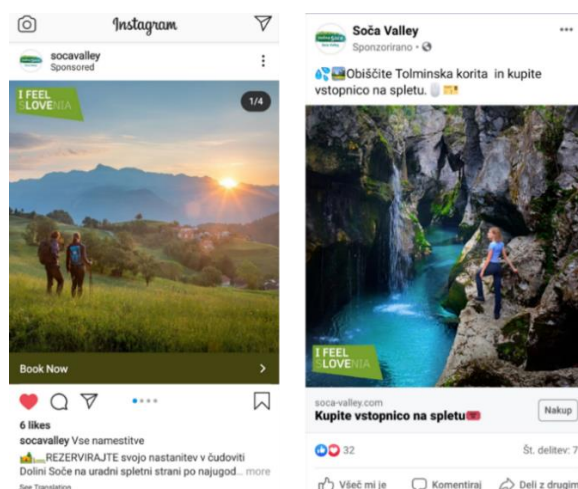 Instagram
socavalley
Sponsored
I FEEL
SLOVENIA
1/4
Book Now
6 likes
socavalley Vse namestitve
REZERVIRAJTE svojo nastanitev v čudoviti
Dolini Soče na uradni spletni strani po najugod... more
See Translation
Soča Valley
Sponzorirano
Obiščite Tolminska korita in kupite
vstopnico na spletu.
I FEEL
SLOVENIA
soca-valley.com
Kupite vstopnico na spletu
Nakup
32
Št. delitev: 7
Všeč mi je
Komentiraj
Deli z drugim